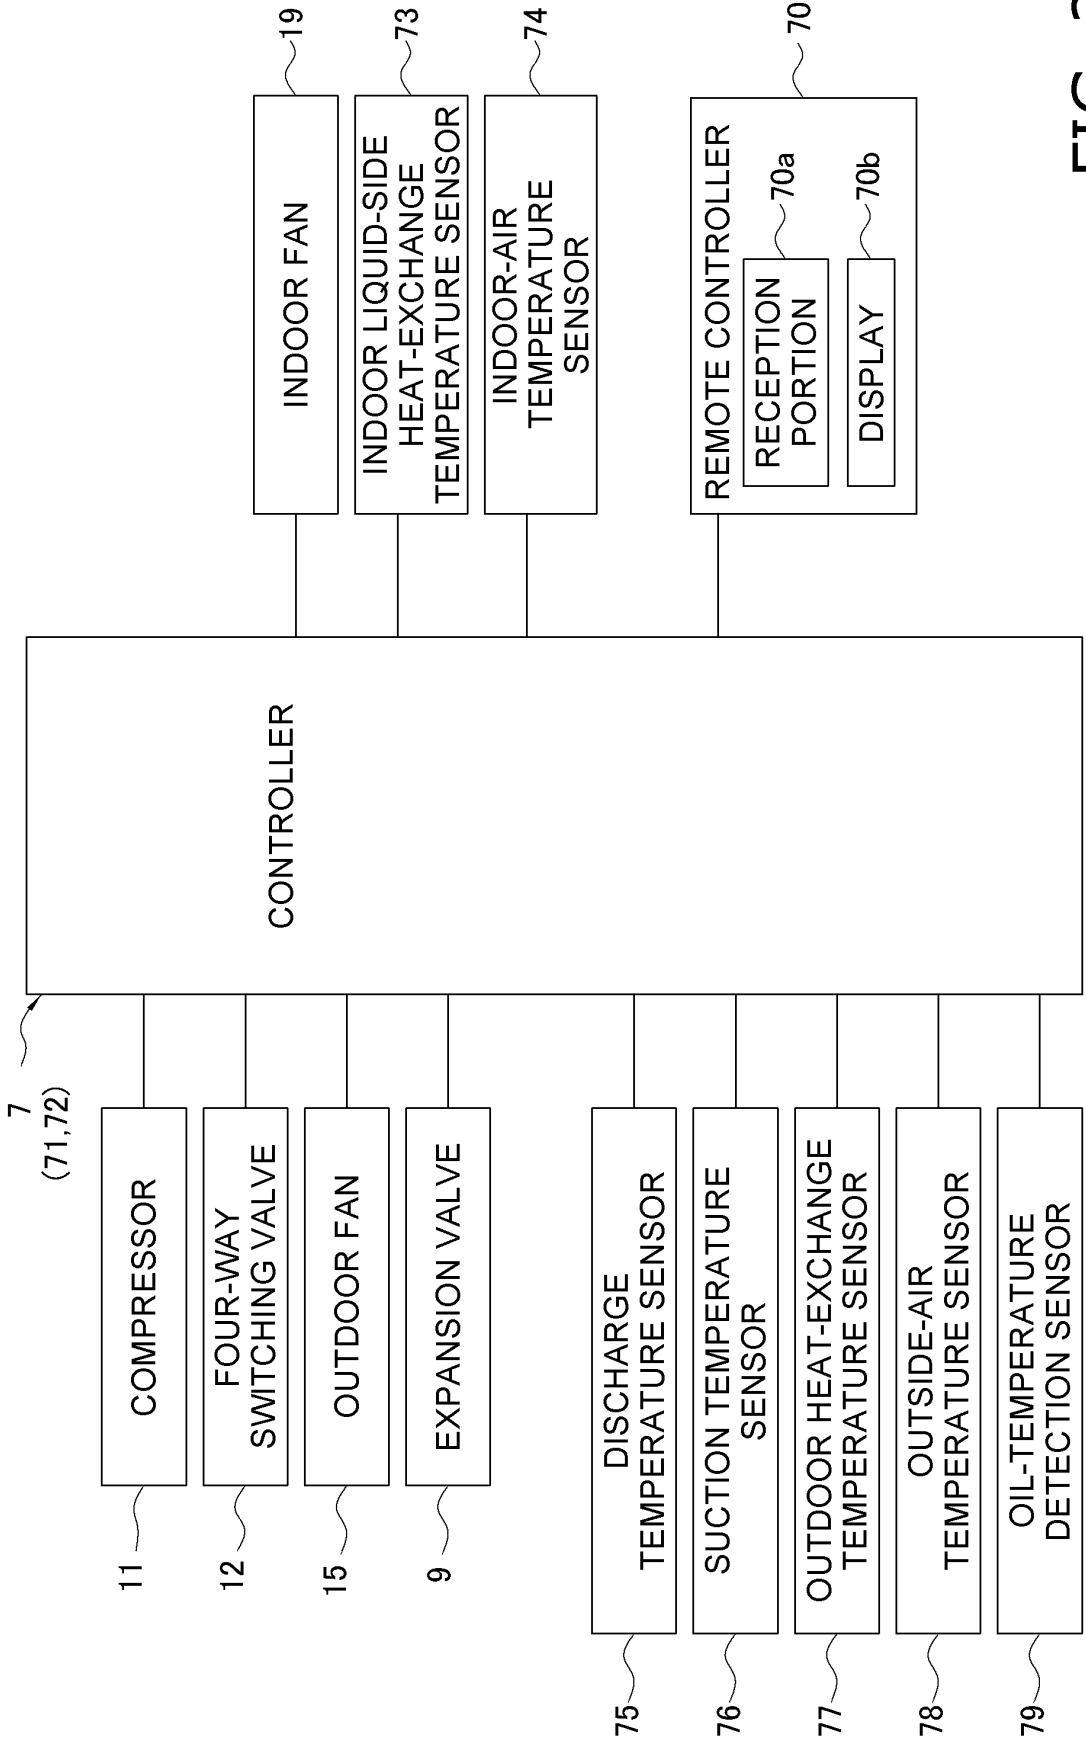 7
(71,72)
CONTROLLER
11
COMPRESSOR
12
FOUR-WAY
SWITCHING VALVE
15
OUTDOOR FAN
9
EXPANSION VALVE
75
DISCHARGE
TEMPERATURE SENSOR
76
SUCTION TEMPERATURE
SENSOR
77
OUTDOOR HEAT-EXCHANGE
TEMPERATURE SENSOR
78
OUTSIDE-AIR
TEMPERATURE SENSOR
79
OIL-TEMPERATURE
DETECTION SENSOR
INDOOR FAN
19
INDOOR LIQUID-SIDE
HEAT-EXCHANGE
TEMPERATURE SENSOR
73
INDOOR-AIR
TEMPERATURE
SENSOR
74
REMOTE CONTROLLER
70
RECEPTION
PORTION
70a
DISPLAY
70b